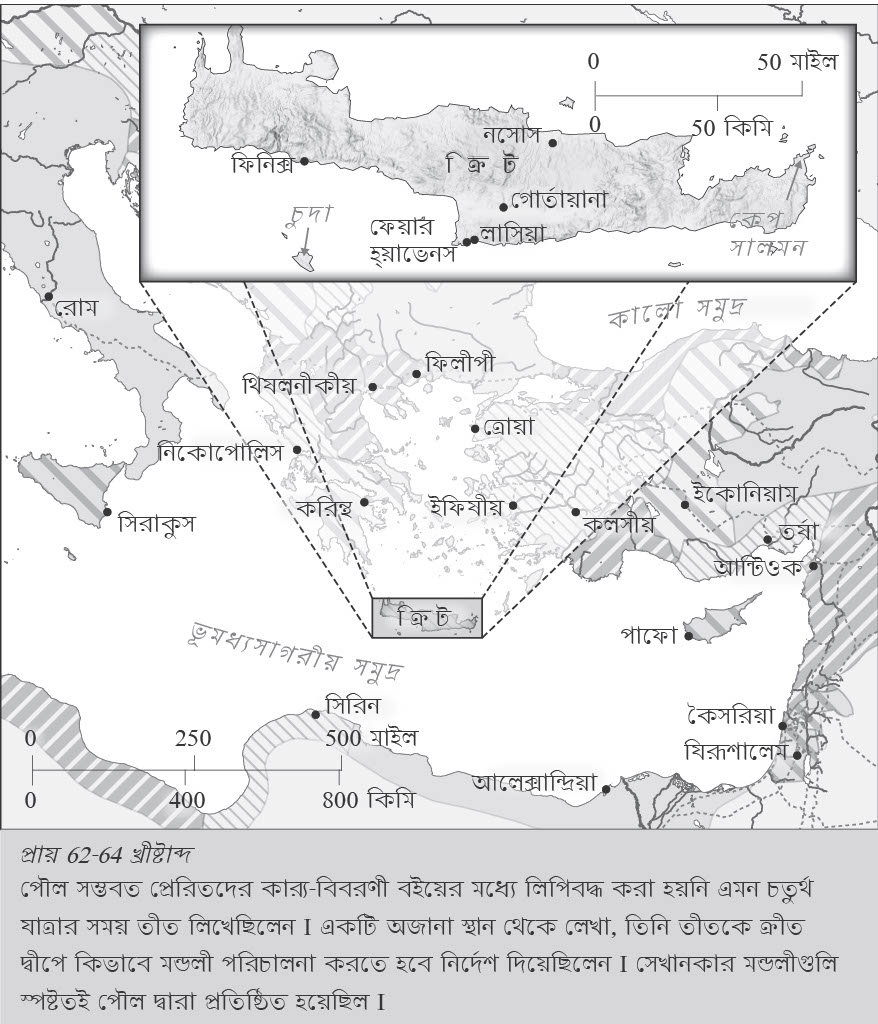 0 50 মাইল
0 50 কিমি
নসোস
ফিনিক্স
ক্রিট
গোর্তায়ানা
চুদা
ফেয়ার
হ্যাভেনস
লাসিয়া
কেপ
সালমন
রোম
কালো সমুদ্র
ফিলীপী
থিষলনীকীয়
ত্রোয়া
নিকোপোলিস
করিন্থ
ইফিষীয়
কলসীয়
ইকোনিয়াম
সিরাকুস
তর্ষা
আন্টিওক
ক্রিট
পাফো
ভূমধ্যসাগরীয় সমুদ্র
সিরিন
কৈসরিয়া
যিরূশালেম
0 250 500 মাইল
0 400 800 কিমি
আলেক্সান্দ্রিয়া
প্রায় 62-64 খ্রীষ্টাব্দ
পৌল সম্ভবত প্রেরিতদের কার্য-বিবরণী বইয়ের মধ্যে লিপিবদ্ধ করা হয়নি এমন চতুর্থ
যাত্রার সময় তীত লিখেছিলেন I একটি অজানা স্থান থেকে লেখা, তিনি তীতকে ক্রীত
দ্বীপে কিভাবে মন্ডলী পরিচালনা করতে হবে নির্দেশ দিয়েছিলেন I সেখানকার মন্ডলীগুলি
স্পষ্টতই পৌল দ্বারা প্রতিষ্ঠিত হয়েছিল I